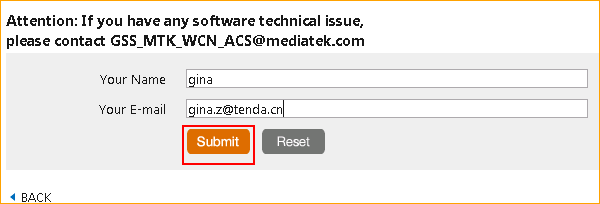 Attention: If you have any software technical issue,
please contact GSS_MTK_WCN_ACS@mediatek.com
Your Name gina
Your E-mail gina.z@tenda.cn
Submit Reset
BACK